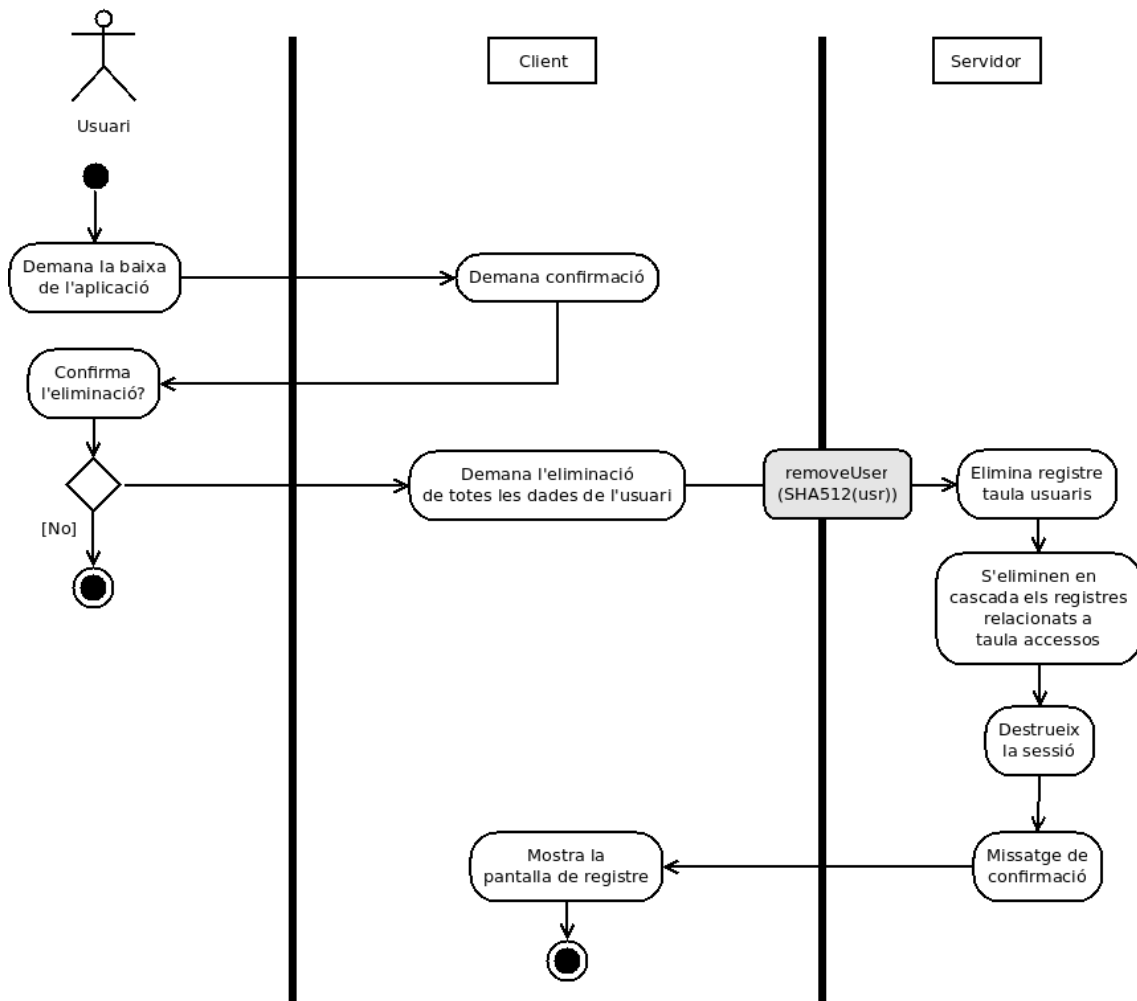 Client
Servidor
Usuari
Demana la baixa
de l'aplicació
Demana confirmació
Confirma
l'eliminació?
Demana l'eliminació
de totes les dades de l'usuari
removeUser
(SHA512(usr))
Elimina registre
taula usuaris
[No]
S'eliminen en
cascada els registres
relacionats a
taula accessos
Destrueix
la sessió
Mostra la
pantalla de registre
Missatge de
confirmació